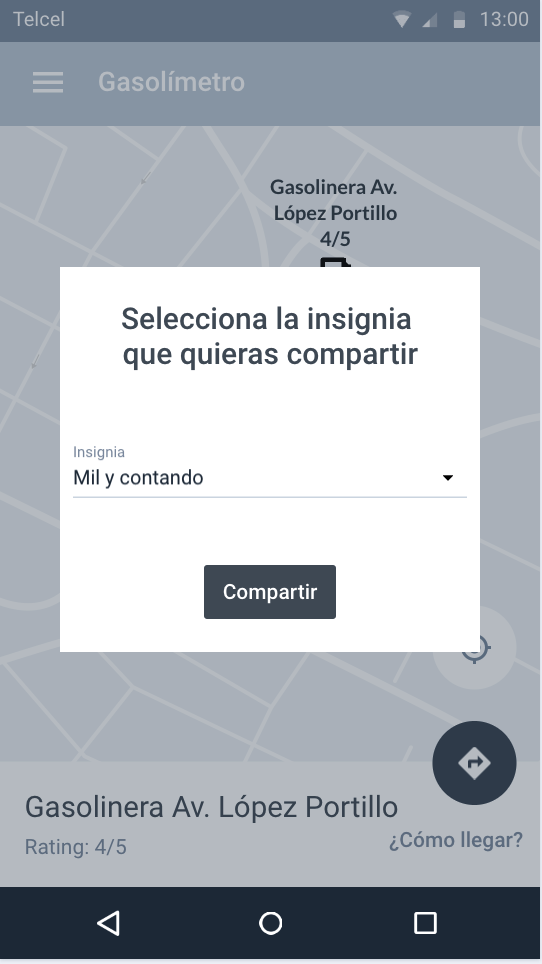 Telcel
13:00
Gasolímetro
Gasolinera Av.
López Portillo
4/5
Selecciona la insignia
que quieras compartir
Insignia
Mil y contando
Compartir
Gasolinera Av. López Portillo
Rating: 4/5
¿Cómo llegar?